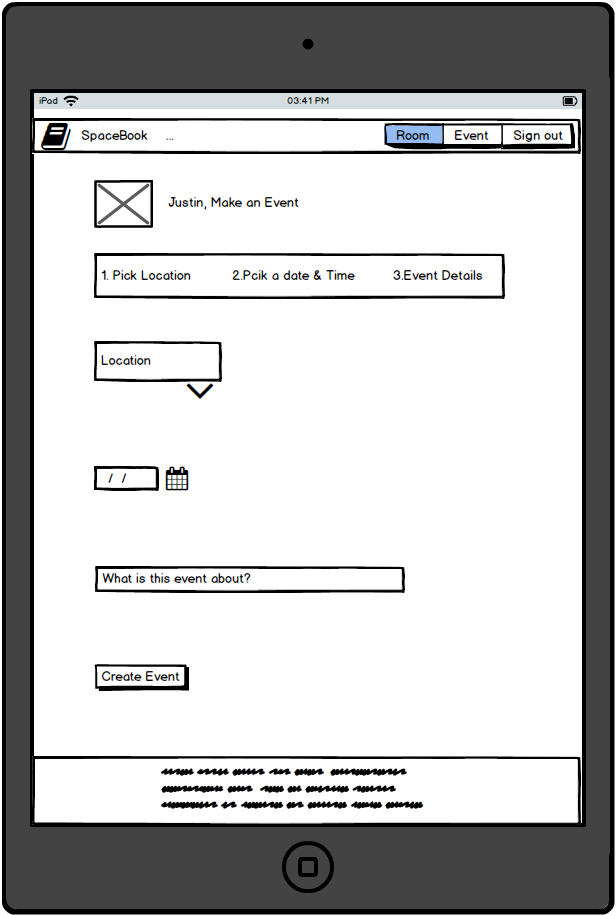 iPad 03:41 PM
SpaceBook ... Room Event Sign out
Justin, Make an Event
1. Pick Location 2.Pcik a date & Time 3.Event Details
Location
/ /
What is this event about?
Create Event